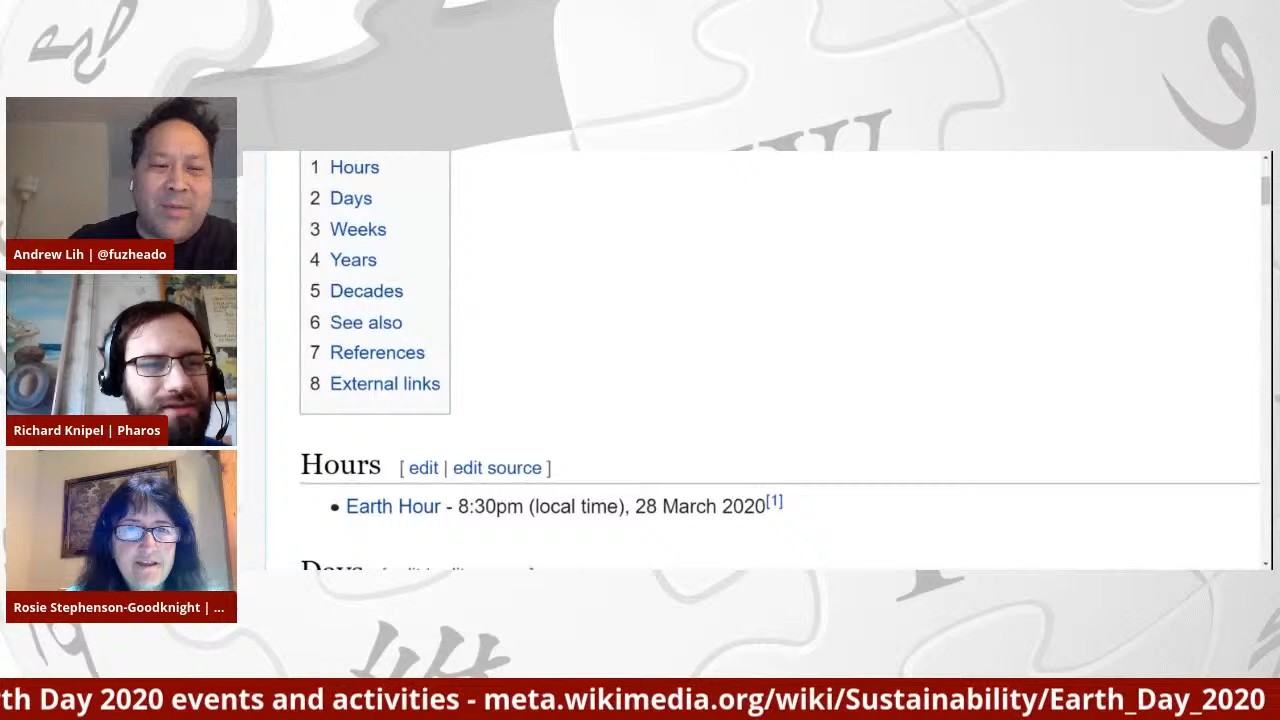 Andrew Lih | @fuzheado
Richard Knipel | Pharos
Rosie Stephenson-Goodknight | ...
1 Hours
2 Days
3 Weeks
4 Years
5 Decades
6 See also
7 References
8 External links
Hours [ edit | edit source ]
• Earth Hour - 8:30pm (local time), 28 March 2020[1]
Days
th Day 2020 events and activities - meta.wikimedia.org/wiki/Sustainability/Earth_Day_2020